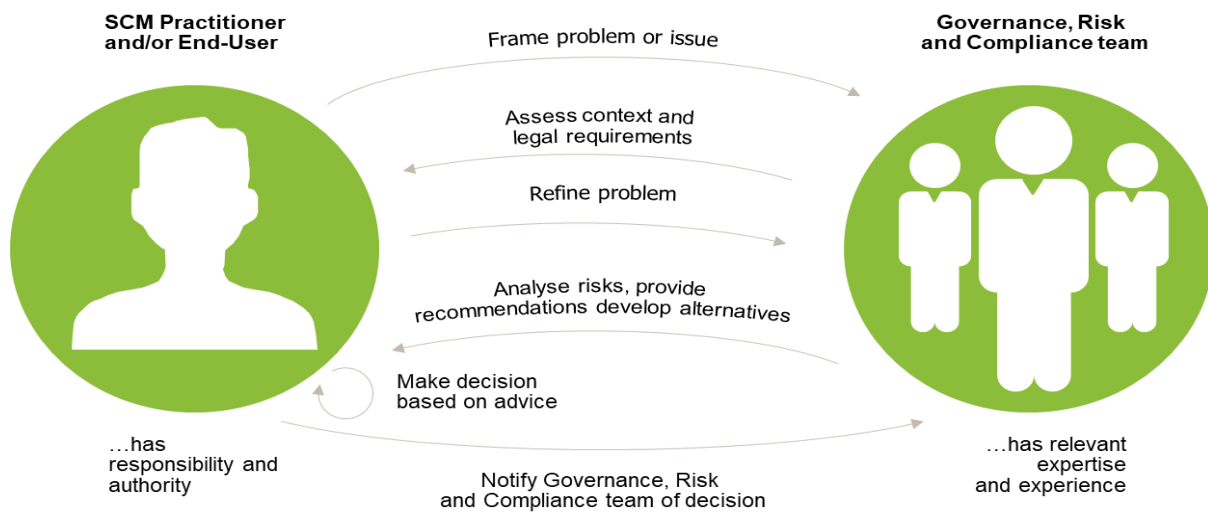 SCM Practitioner
and/or End-User
Governance, Risk
and Compliance team
Frame problem or issue
Assess context and
legal requirements
Refine problem
Analyse risks, provide
recommendations develop alternatives
Make decision
based on advice
…has
responsibility and
authority
Notify Governance, Risk
and Compliance team of decision
…has relevant
expertise
and experience